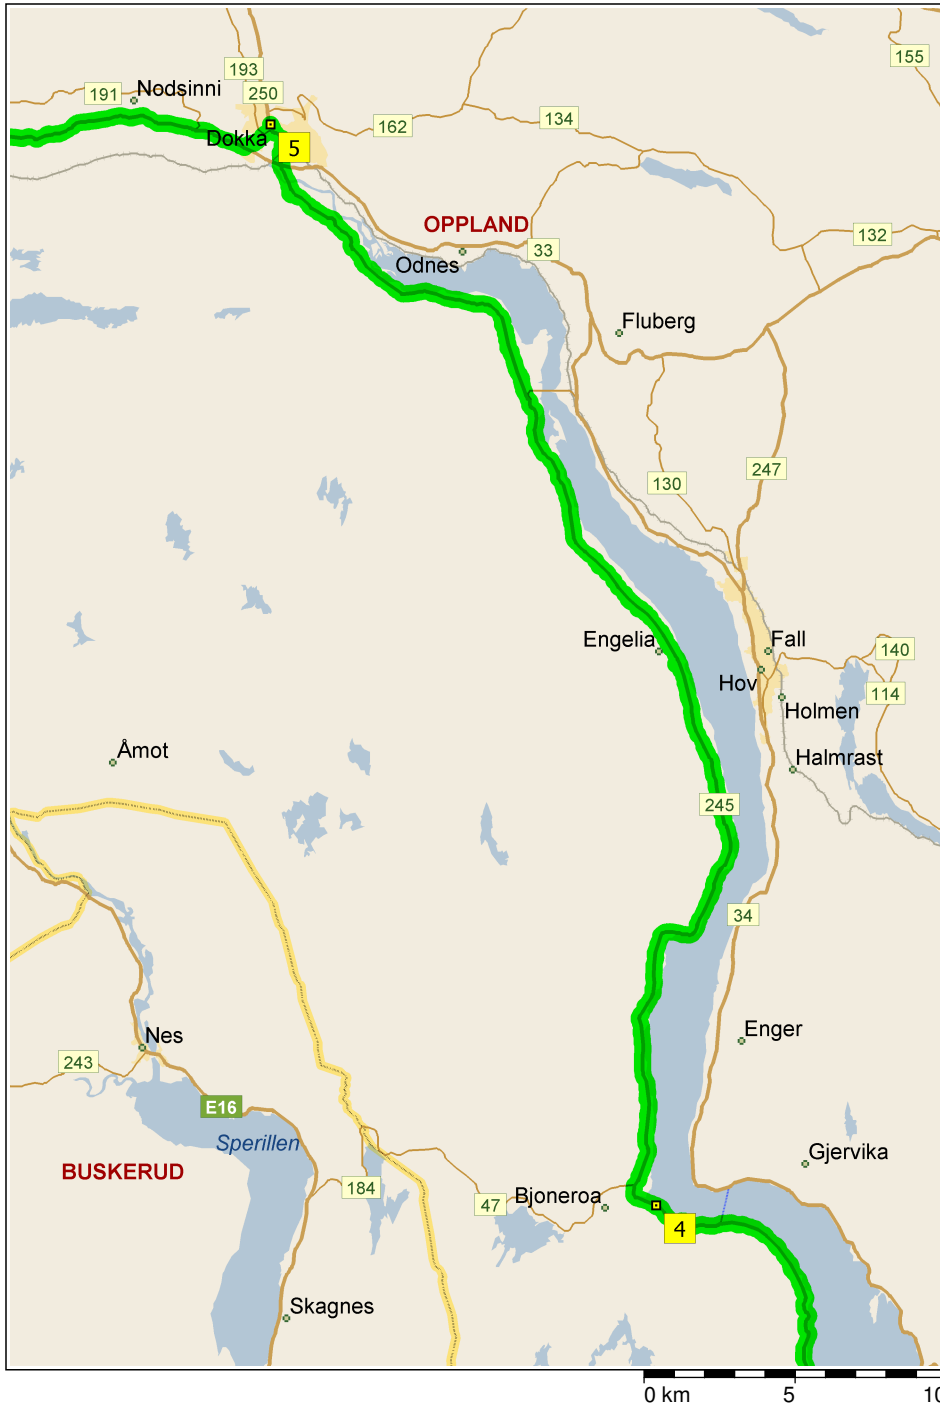 155
193
191
Nodsinni
250
162
134
Dokka
5
OPPLAND
132
33
Odnes
Fluberg
247
130
Engelia
Fall
140
Hov
114
Holmen
Åmot
Halmrast
245
34
Enger
Nes
243
E16
Sperillen
Gjervika
BUSKERUD
184
47
Bjoneroa
4
Skagnes
0 km 5 10